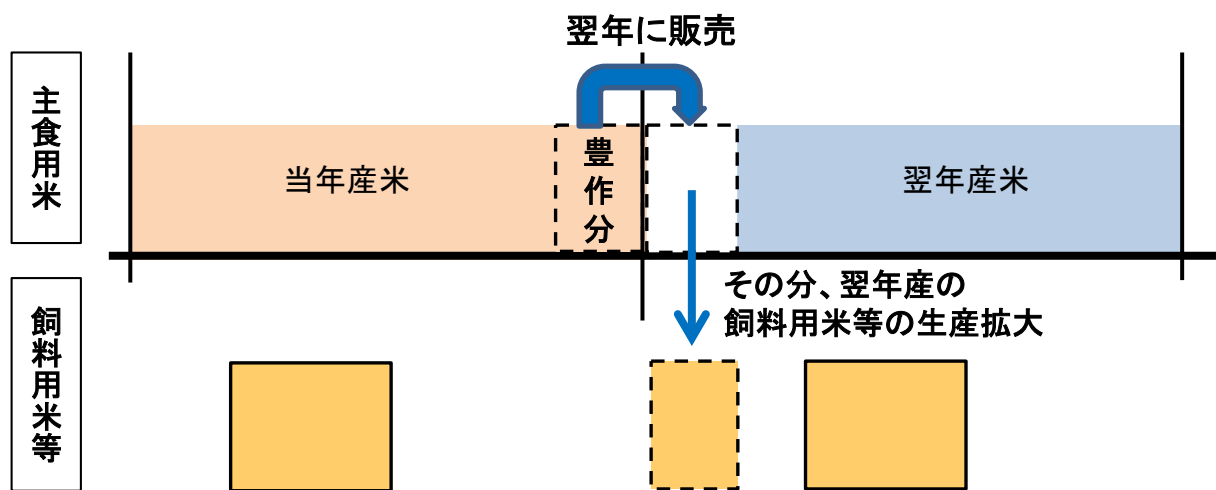 翌年に販売
主食用米
当年産米
豊作分
翌年産米
その分、翌年産の
飼料用米等の生産拡大
飼料用米等